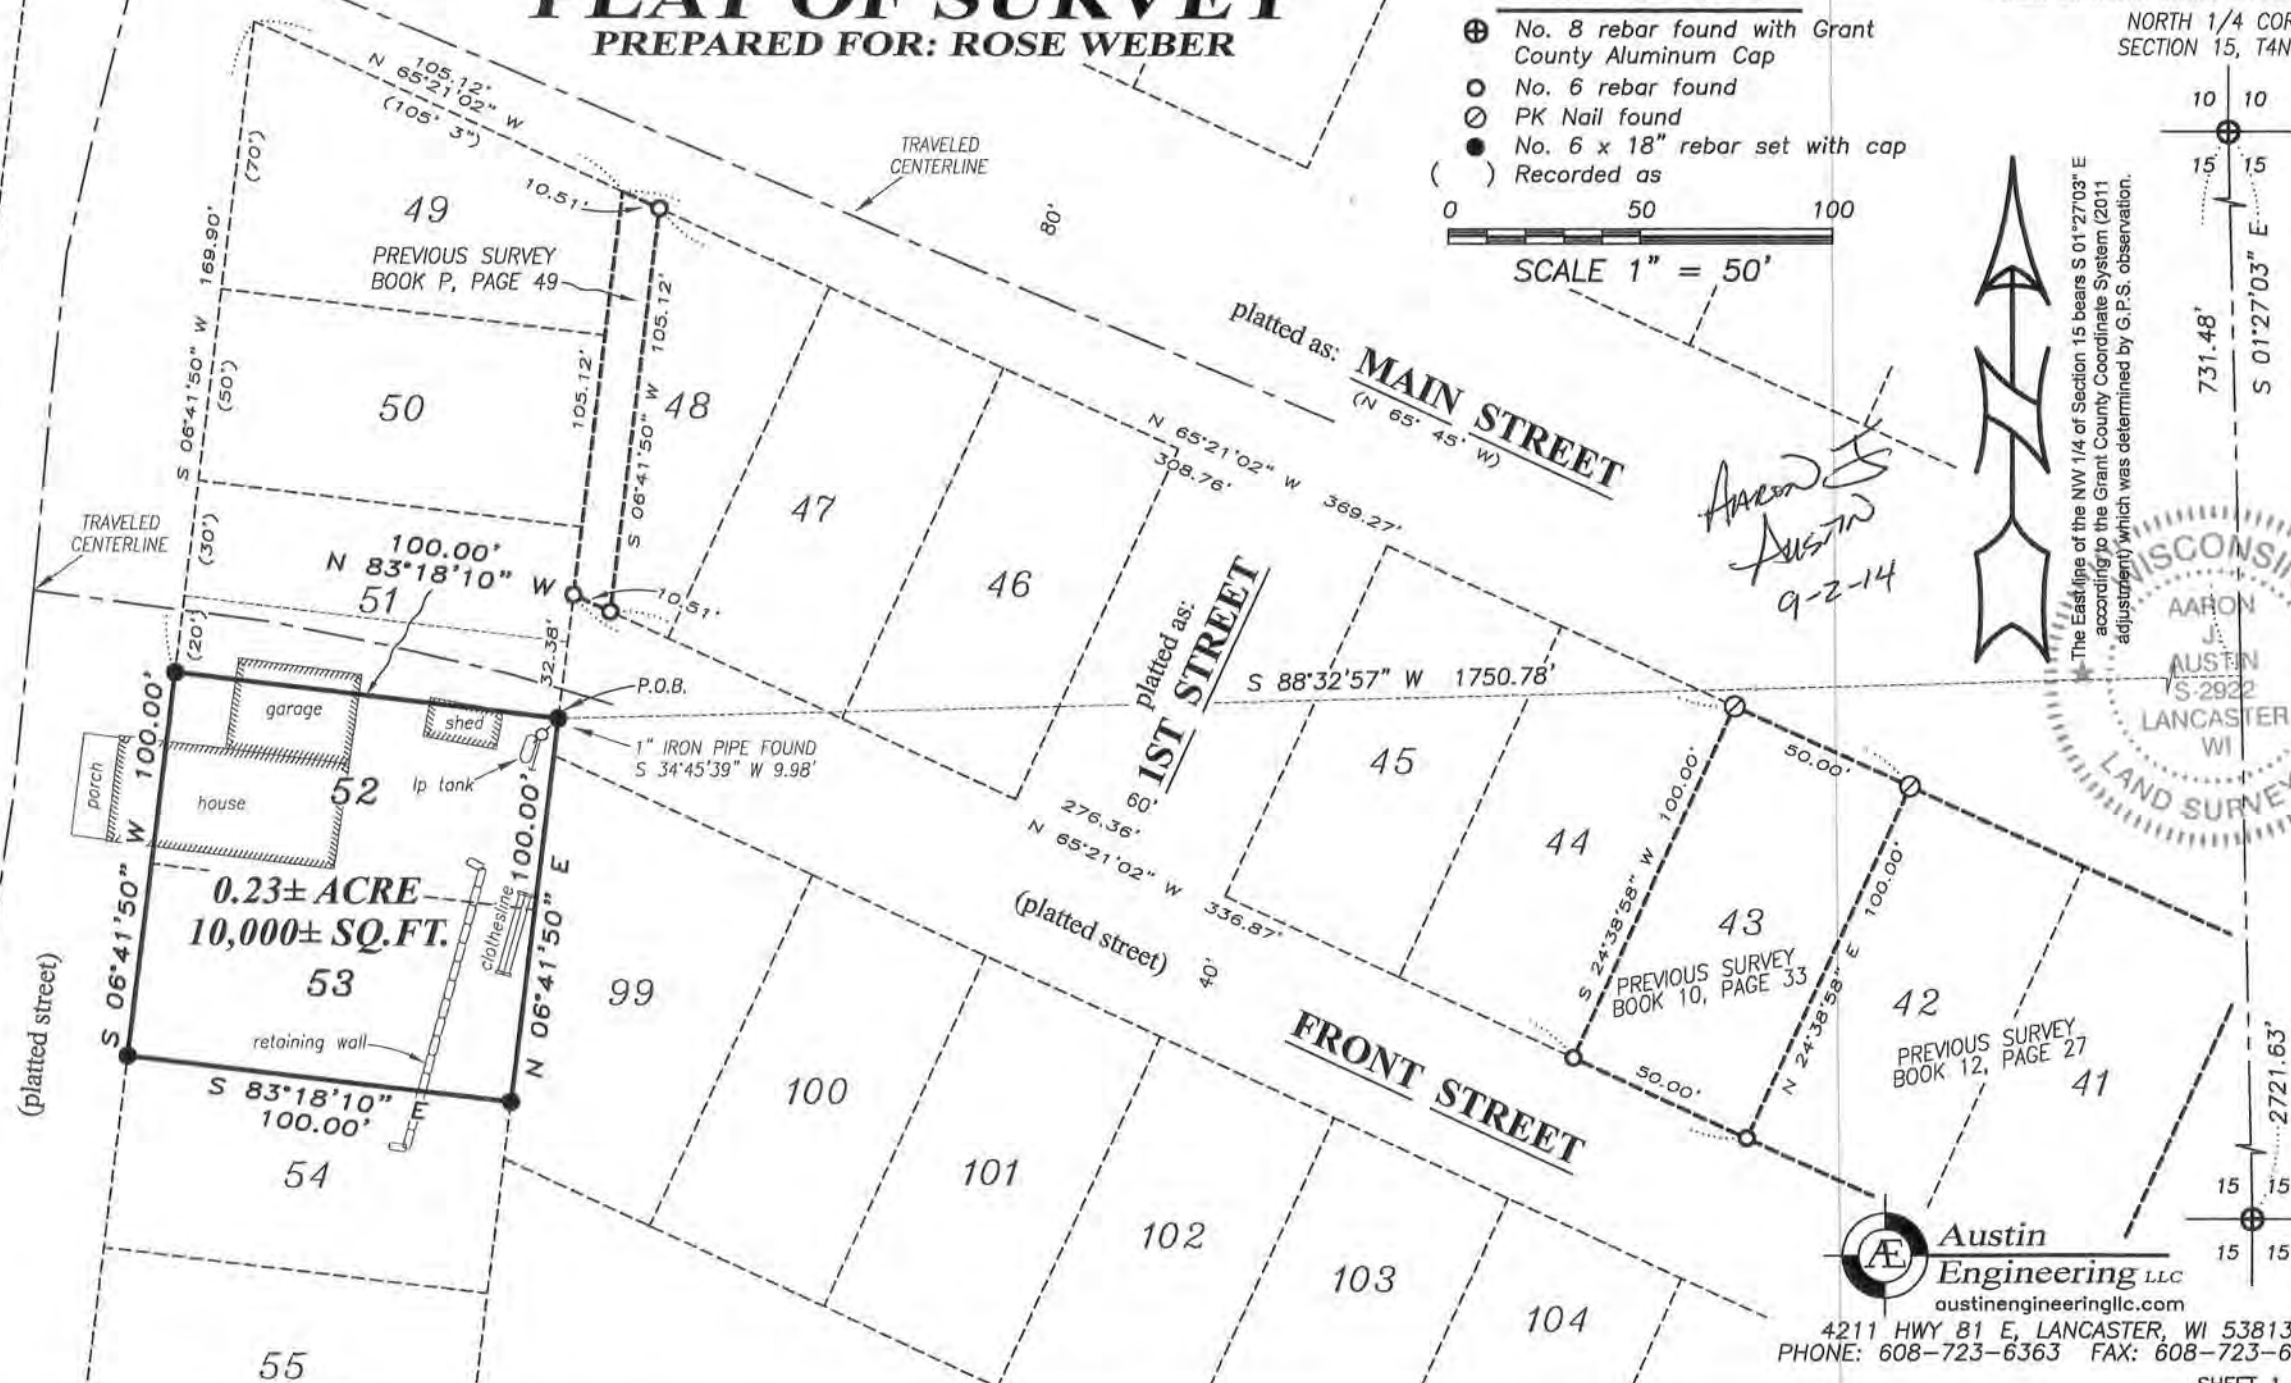 PLAT OF SURVEY
PREPARED FOR: ROSE WEBER
⊕ No. 8 rebar found with Grant
County Aluminum Cap
No. 6 rebar found
PK Nail found
No. 6 x 18" rebar set with cap
( ) Recorded as
0 50 100
SCALE 1" = 50'
NORTH 1/4 COR
SECTION 15, T4N
10 10
15 15
731.48'
S 01°27'03" E
The East line of the NW 1/4 of Section 15 bears S 01°27'03" E
according to the Grant County Coordinate System (2011
adjustment) which was determined by G.P.S. observation.
105.12'
N 65°21'02" W
(105' 3")
(70')
10.51'
49
PREVIOUS SURVEY
BOOK P, PAGE 49
S 06°41'50" W 169.90'
(50')
50
105.12'
S 06°41'50" W 105.12'
48
TRAVELED
CENTERLINE
80'
platted as:
MAIN STREET
(N 65° 45' W)
N 65°21'02" W 369.27'
308.76'
47
46
TRAVELED
CENTERLINE
(30')
100.00'
N 83°18'10" W
51
(20')
10.51'
32.38'
P.O.B.
1" IRON PIPE FOUND
S 34°45'39" W 9.98'
garage
shed
lp tank
porch
house
52
S 06°41'50" W 100.00'
0.23± ACRE
10,000± SQ.FT.
53
clothesline
N 06°41'50" E
100.00'
retaining wall
S 83°18'10" E
100.00'
(platted street)
54
55
platted as:
1ST STREET
60'
S 88°32'57" W 1750.78'
276.36'
N 65°21'02" W 336.87'
(platted street)
40'
FRONT STREET
45
44
S 24°38'58" W 100.00'
50.00'
43
PREVIOUS SURVEY
BOOK 10, PAGE 33
N 24°38'58" E 100.00'
50.00'
42
PREVIOUS SURVEY
BOOK 12, PAGE 27
41
99
100
101
102
103
104
Aaron J
Austin
9-2-14
WISCONSIN
AARON
J.
AUSTIN
S-2922
LANCASTER
WI
LAND SURVEY
2721.63'
15 15
15 15
AE
Austin
Engineering LLC
austinengineeringllc.com
4211 HWY 81 E, LANCASTER, WI 53813
PHONE: 608-723-6363 FAX: 608-723-6
SHEET 1